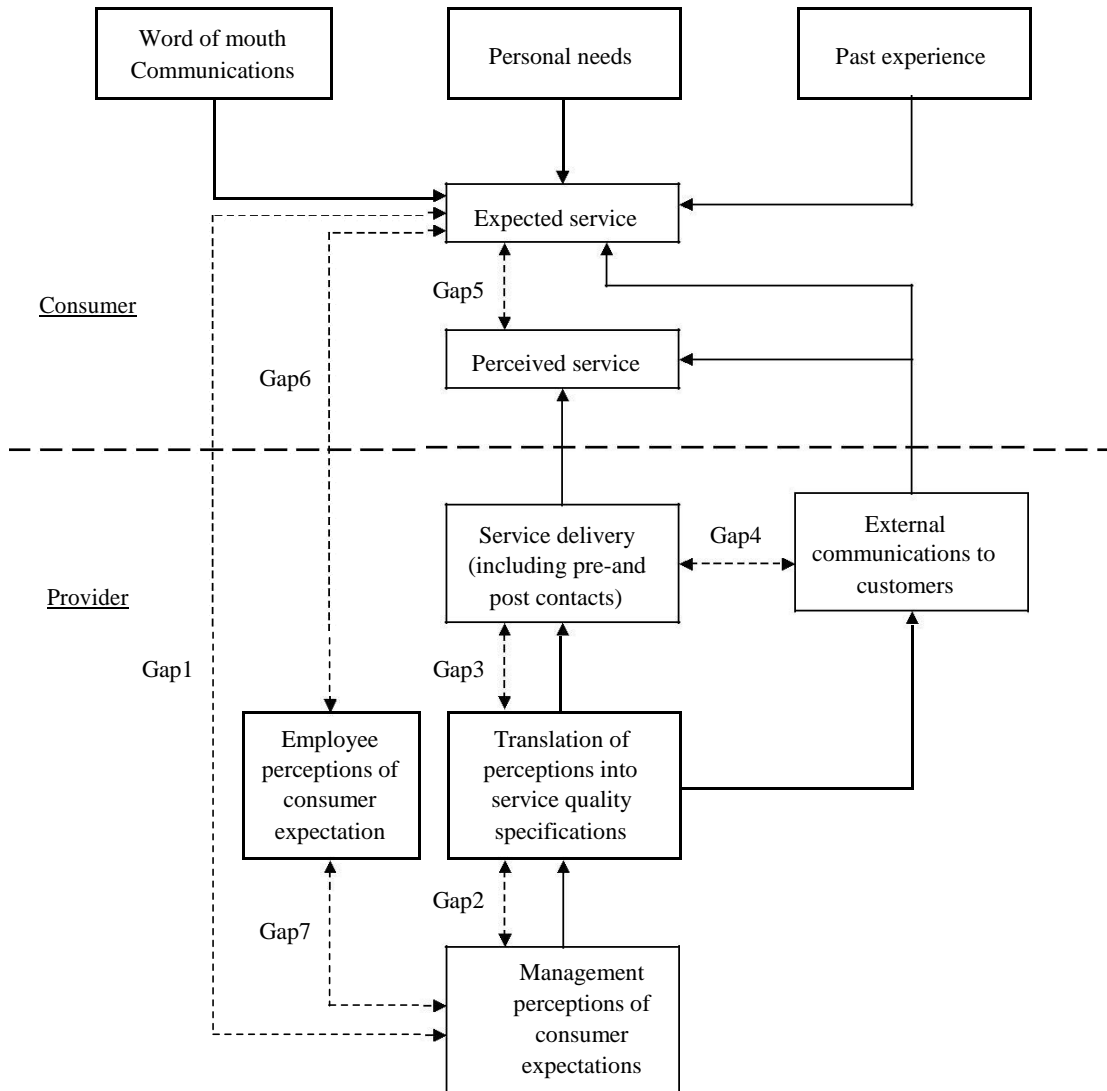 Word of mouth
Communications
Personal needs
Past experience
Expected service
Gap5
Consumer
Perceived service
Gap6
Service delivery
(including pre-and
post contacts)
Gap4
External
communications to
customers
Provider
Gap1
Gap3
Employee
perceptions of
consumer
expectation
Translation of
perceptions into
service quality
specifications
Gap2
Gap7
Management
perceptions of
consumer
expectations